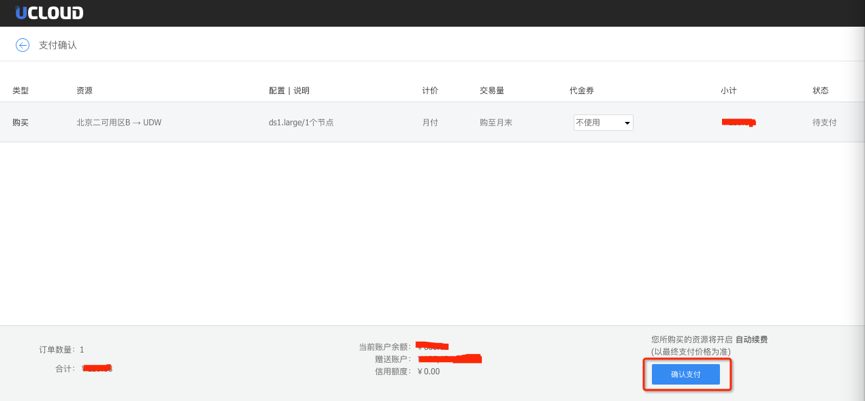 UCLOUD
支付确认
类型 资源 配置 | 说明 计价 交易量 代金券 小计 状态
购买 北京二可用区B → UDW ds1.large/1个节点 月付 购至月末 不使用 待支付
您所购买的资源将开启 自动续费
(以最终支付价格为准)
订单数量： 1
合计：
当前账户余额：
赠送账户：
信用额度： ¥ 0.00
确认支付